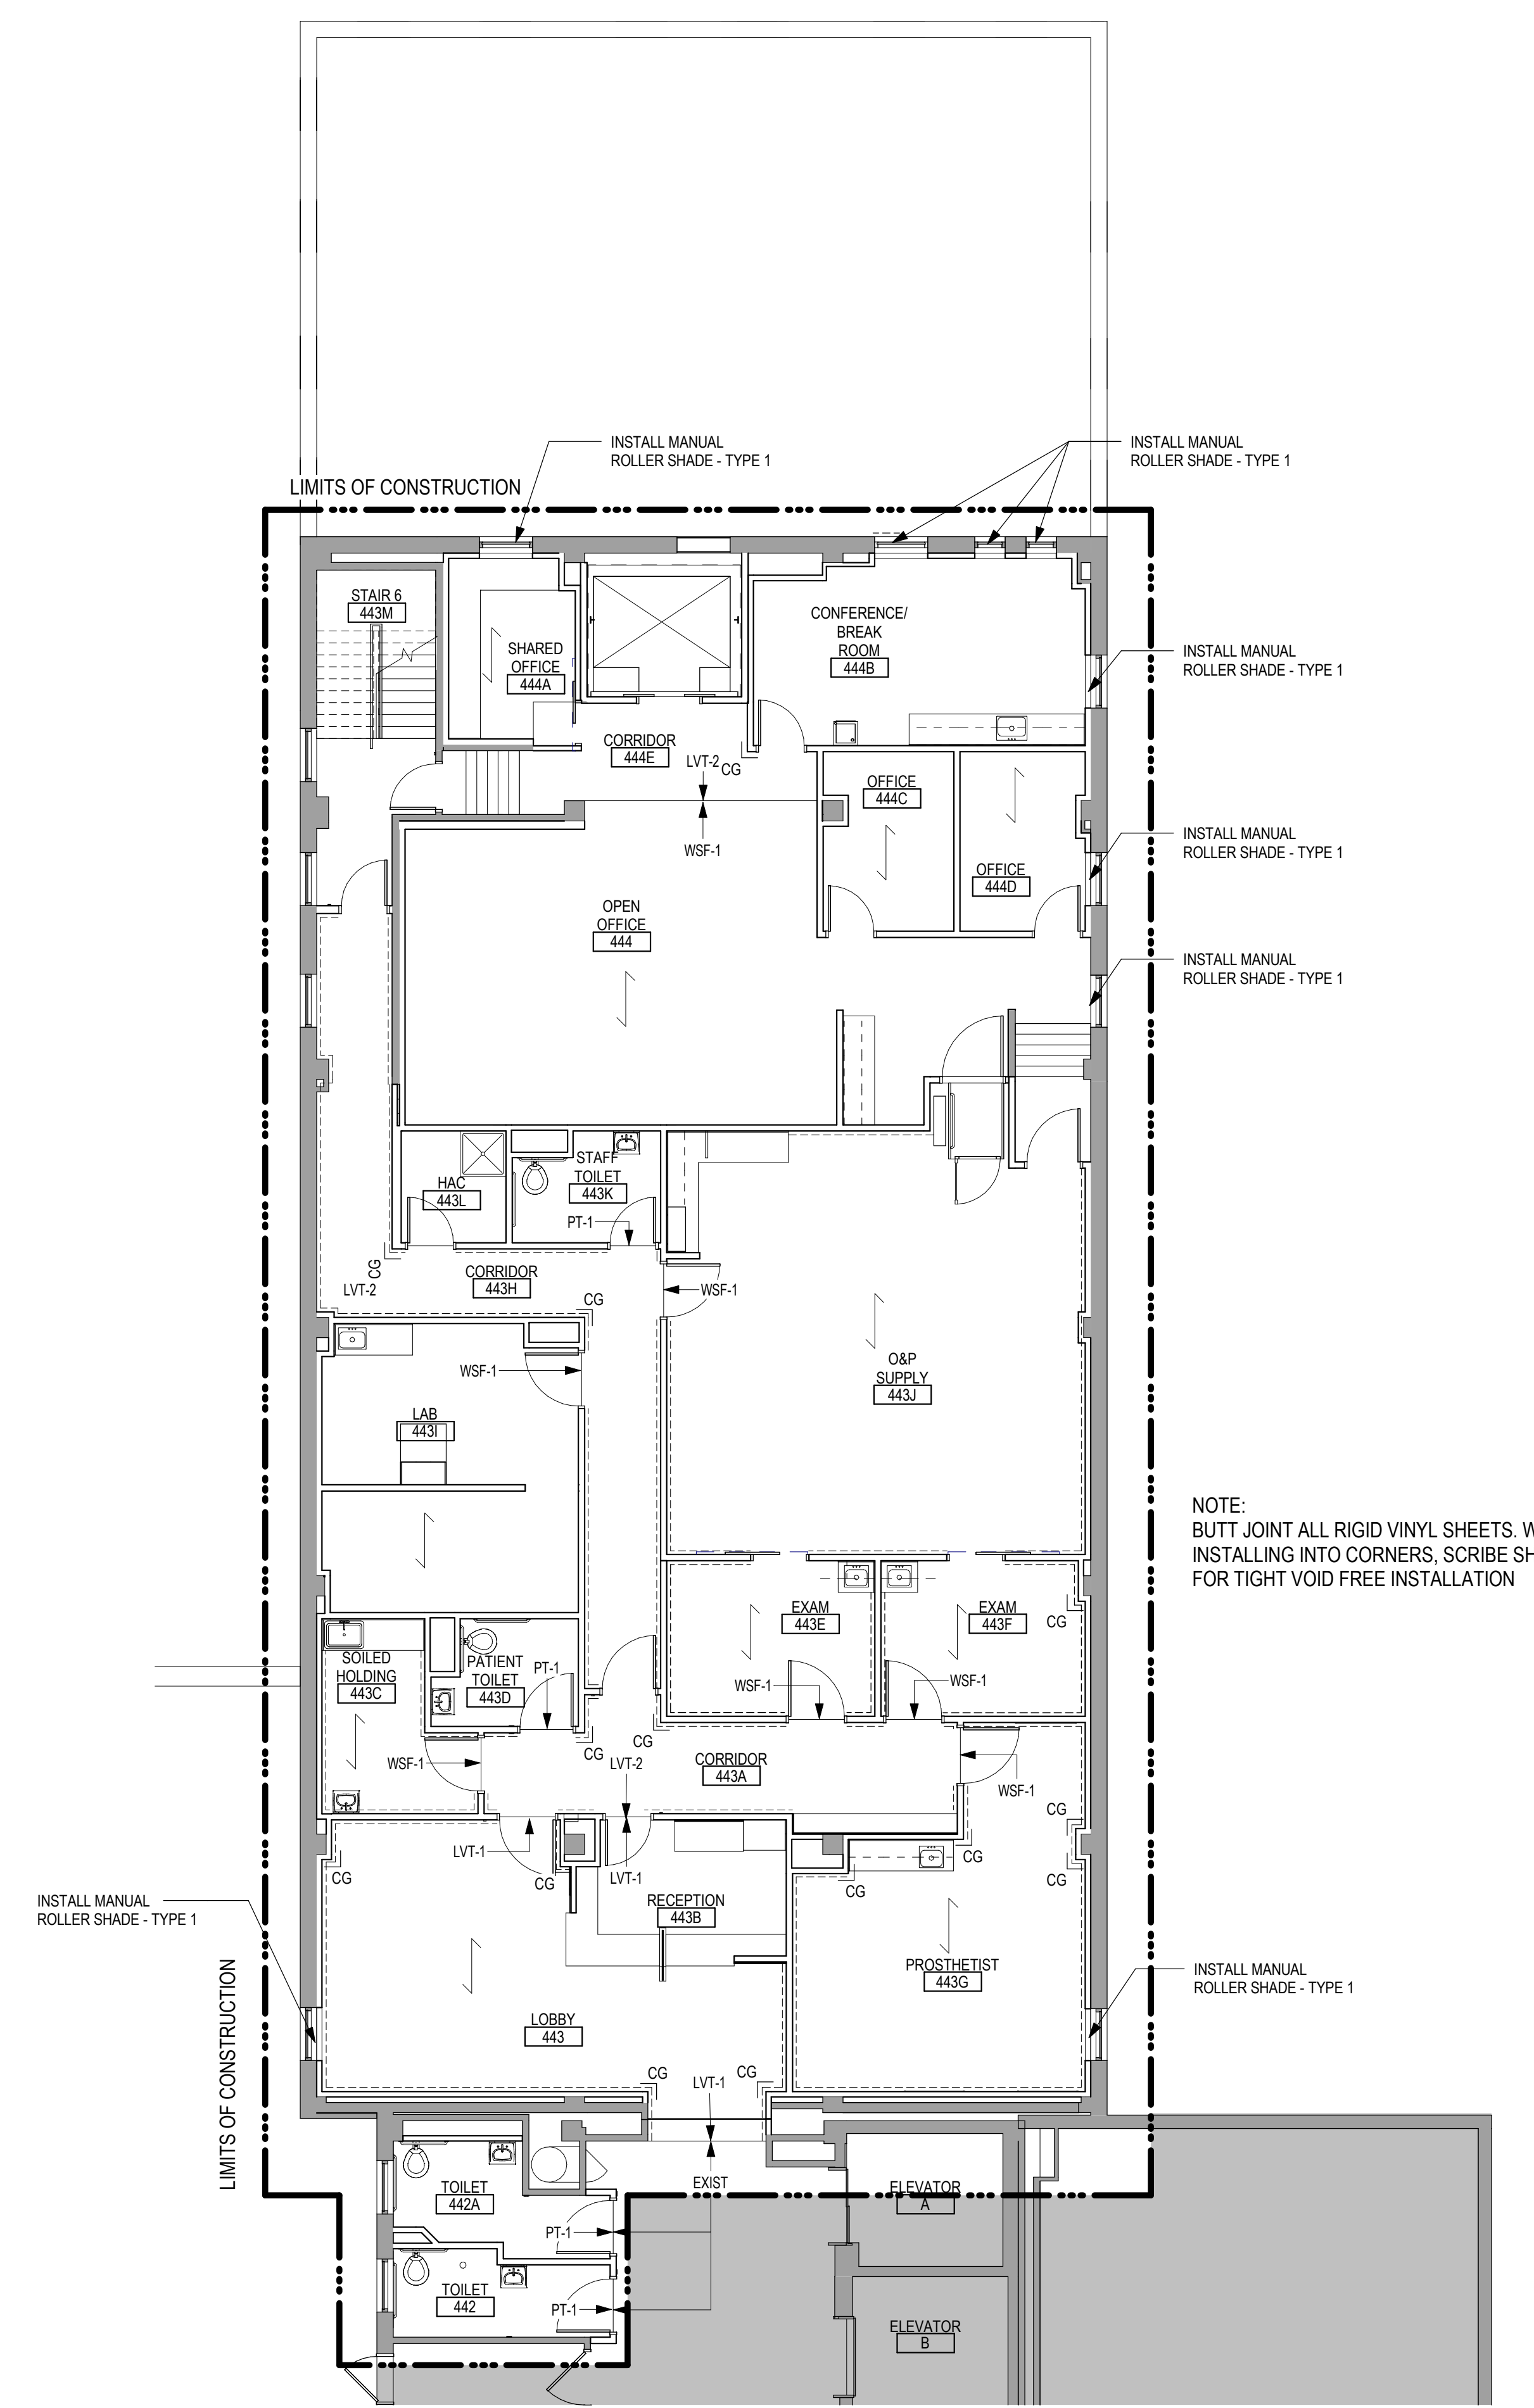 INSTALL MANUAL
ROLLER SHADE - TYPE 1
INSTALL MANUAL
ROLLER SHADE - TYPE 1
LIMITS OF CONSTRUCTION
STAIR 6
443M
SHARED
OFFICE
444A
CONFERENCE/
BREAK
ROOM
444B
INSTALL MANUAL
ROLLER SHADE - TYPE 1
CORRIDOR
444E
LVT-2
CG
WSF-1
OFFICE
444C
OFFICE
444D
INSTALL MANUAL
ROLLER SHADE - TYPE 1
OPEN
OFFICE
444
INSTALL MANUAL
ROLLER SHADE - TYPE 1
HAC
443L
STAFF
TOILET
443K
PT-1
CG
LVT-2
CORRIDOR
443H
CG
WSF-1
WSF-1
LAB
443I
O&P
SUPPLY
443J
NOTE:
BUTT JOINT ALL RIGID VINYL SHEETS. W
INSTALLING INTO CORNERS, SCRIBE SH
FOR TIGHT VOID FREE INSTALLATION
EXAM
443E
EXAM
443F
CG
SOILED
HOLDING
443C
PATIENT
TOILET
443D
PT-1
WSF-1
WSF-1
WSF-1
CG
CG
LVT-2
CORRIDOR
443A
WSF-1
CG
LVT-1
CG
CG
LVT-1
CG
CG
CG
INSTALL MANUAL
ROLLER SHADE - TYPE 1
RECEPTION
443B
PROSTHETIST
443G
LIMITS OF CONSTRUCTION
INSTALL MANUAL
ROLLER SHADE - TYPE 1
LOBBY
443
CG
LVT-1
CG
EXIST
TOILET
442A
ELEVATOR
A
PT-1
TOILET
442
PT-1
ELEVATOR
B